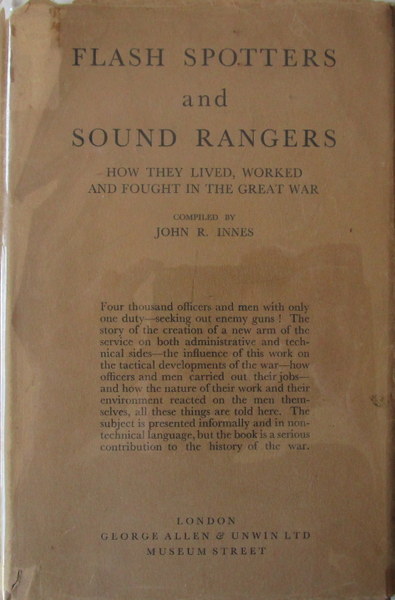 FLASH SPOTTERS
and
SOUND RANGERS
HOW THEY LIVED, WORKED
AND FOUGHT IN THE GREAT WAR
COMPILED BY
JOHN R. INNES
Four thousand officers and men with only
one duty—seeking out enemy guns! The
story of the creation of a new arm of the
service on both administrative and tech-
nical sides—the influence of this work on
the tactical developments of the war—how
officers and men carried out their jobs—
and how the nature of their work and their
environment reacted on the men them-
selves, all these things are told here. The
subject is presented informally and in non-
technical language, but the book is a serious
contribution to the history of the war.
LONDON
GEORGE ALLEN & UNWIN LTD
MUSEUM STREET